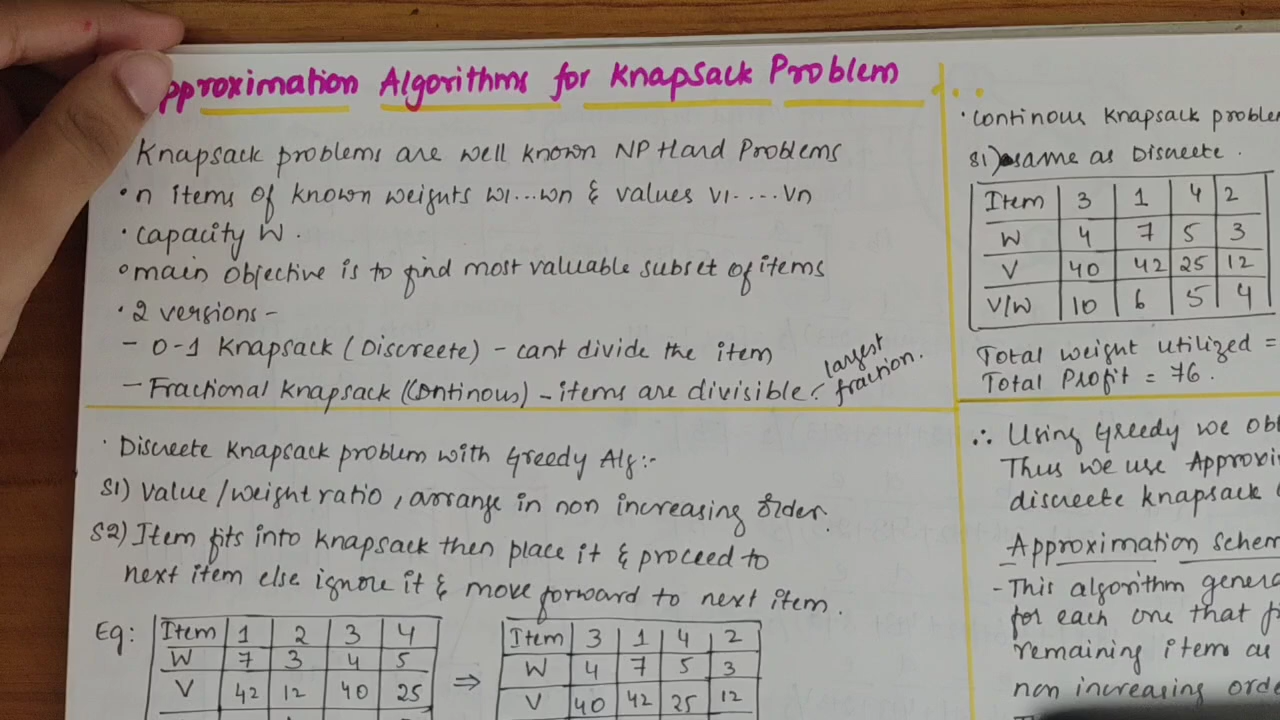 pproximation Algorithms for Knapsack Problem
Knapsack problems are well known NP Hard Problems
• n items of known weights w1...wn & values v1.....vn
• capacity W.
• main objective is to find most valuable subset of items
• 2 versions -
- 0-1 Knapsack (Discreete) - cant divide the item
- Fractional Knapsack (Continous) - items are divisible.
largest
fraction.
• Discreete Knapsack problem with Greedy Alg:-
S1) Value/weight ratio, arrange in non increasing order.
S2) Item fits into knapsack then place it & proceed to
next item else ignore it & move forward to next item.
Eg:
Item 1 2 3 4
W 7 3 4 5
V 42 12 40 25
⇒
Item 3 1 4 2
W 4 7 5 3
V 40 42 25 12
• Continous Knapsack proble
S1) same as Discreete.
Item 3 1 4 2
W 4 7 5 3
V 40 42 25 12
V/W 10 6 5 4
Total weight utilized =
Total Profit = 76.
∴ Using Greedy we ob
Thus we use Approxi
discreete knapsack
Approximation schem
- This algorithm genera
for each one that f
remaining item as
non increasing orde